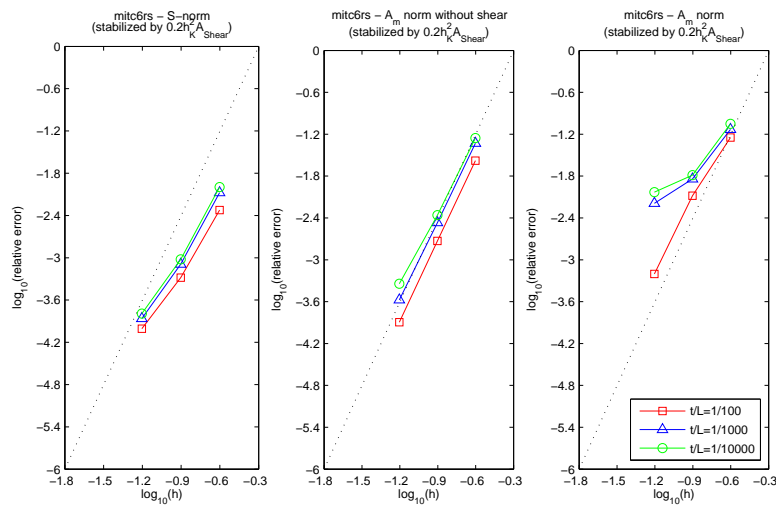 mitc6rs − S−norm
(stabilized by 0.2h_K^2A_Shear)
0
−0.6
−1.2
−1.8
−2.4
−3
−3.6
−4.2
−4.8
−5.4
−6
−1.8 −1.5 −1.2 −0.9 −0.6 −0.3
log_10(h)
log_10(relative error)
mitc6rs − A_m norm without shear
(stabilized by 0.2h_K^2A_Shear)
0
−0.6
−1.2
−1.8
−2.4
−3
−3.6
−4.2
−4.8
−5.4
−6
−1.8 −1.5 −1.2 −0.9 −0.6 −0.3
log_10(h)
log_10(relative error)
mitc6rs − A_m norm
(stabilized by 0.2h_K^2A_Shear)
0
−0.6
−1.2
−1.8
−2.4
−3
−3.6
−4.2
−4.8
−5.4
−6
−1.8 −1.5 −1.2 −0.9 −0.6 −0.3
log_10(h)
log_10(relative error)
t/L=1/100
t/L=1/1000
t/L=1/10000